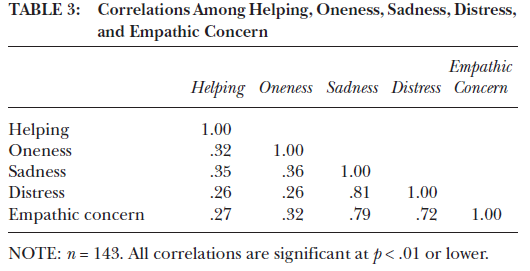 TABLE 3: Correlations Among Helping, Oneness, Sadness, Distress,
and Empathic Concern
Empathic
Helping Oneness Sadness Distress Concern
Helping 1.00
Oneness .32 1.00
Sadness .35 .36 1.00
Distress .26 .26 .81 1.00
Empathic concern .27 .32 .79 .72 1.00
NOTE: n = 143. All correlations are significant at p < .01 or lower.